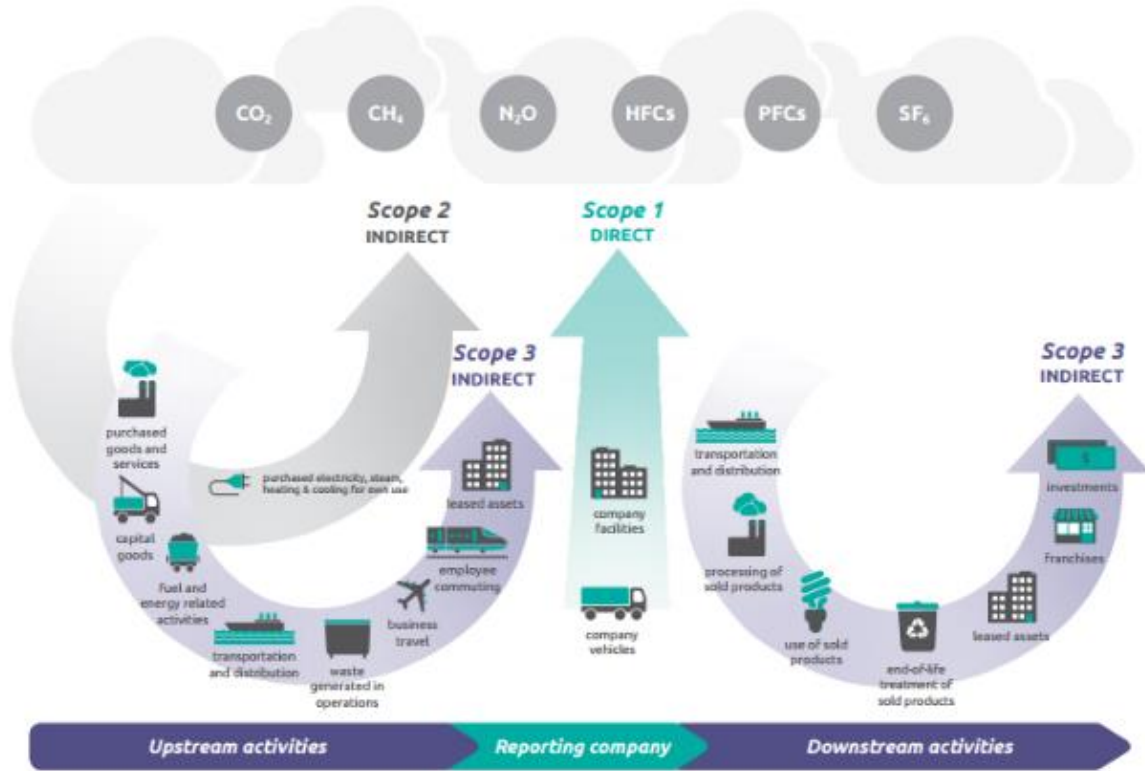 CO₂
CH₄
N₂O
HFCs
PFCs
SF₆
Scope 2
INDIRECT
Scope 1
DIRECT
Scope 3
INDIRECT
Scope 3
INDIRECT
purchased
goods and
services
capital
goods
fuel and
energy related
activities
transportation
and distribution
waste
generated in
operations
business
travel
employee
commuting
leased assets
purchased electricity, steam,
heating & cooling for own use
company
facilities
company
vehicles
transportation
and distribution
processing of
sold products
use of sold
products
end-of-life
treatment of
sold products
leased assets
franchises
$
investments
Upstream activities
Reporting company
Downstream activities